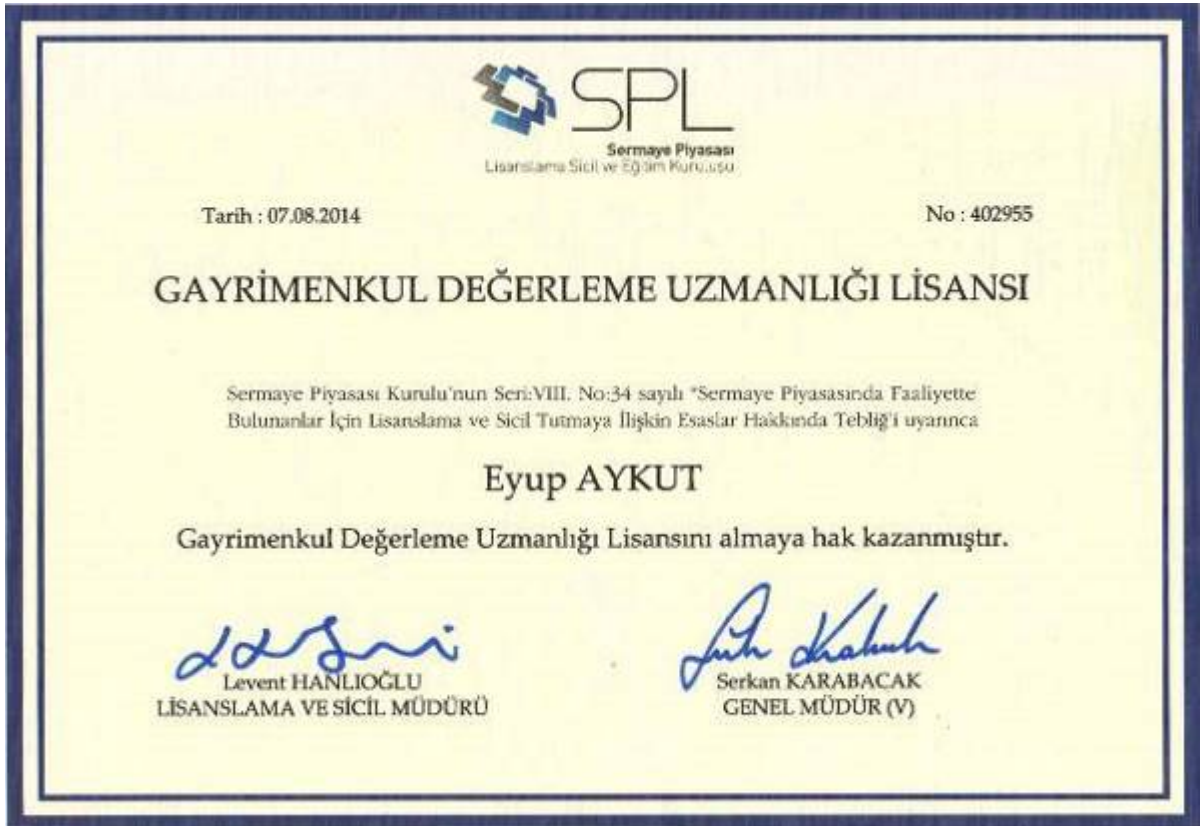 SPL
Sermaye Piyasası
Lisanslama Sicil ve Eğitim Kuruluşu
Tarih : 07.08.2014
No : 402955
GAYRİMENKUL DEĞERLEME UZMANLIĞI LİSANSI
Sermaye Piyasası Kurulu'nun Seri:VIII. No:34 sayılı "Sermaye Piyasasında Faaliyette
Bulunanlar İçin Lisanslama ve Sicil Tutmaya İlişkin Esaslar Hakkında Tebliğ'i uyarınca
Eyup AYKUT
Gayrimenkul Değerleme Uzmanlığı Lisansını almaya hak kazanmıştır.
Levent HANLIOĞLU
LİSANSLAMA VE SİCİL MÜDÜRÜ
Serkan KARABACAK
GENEL MÜDÜR (V)